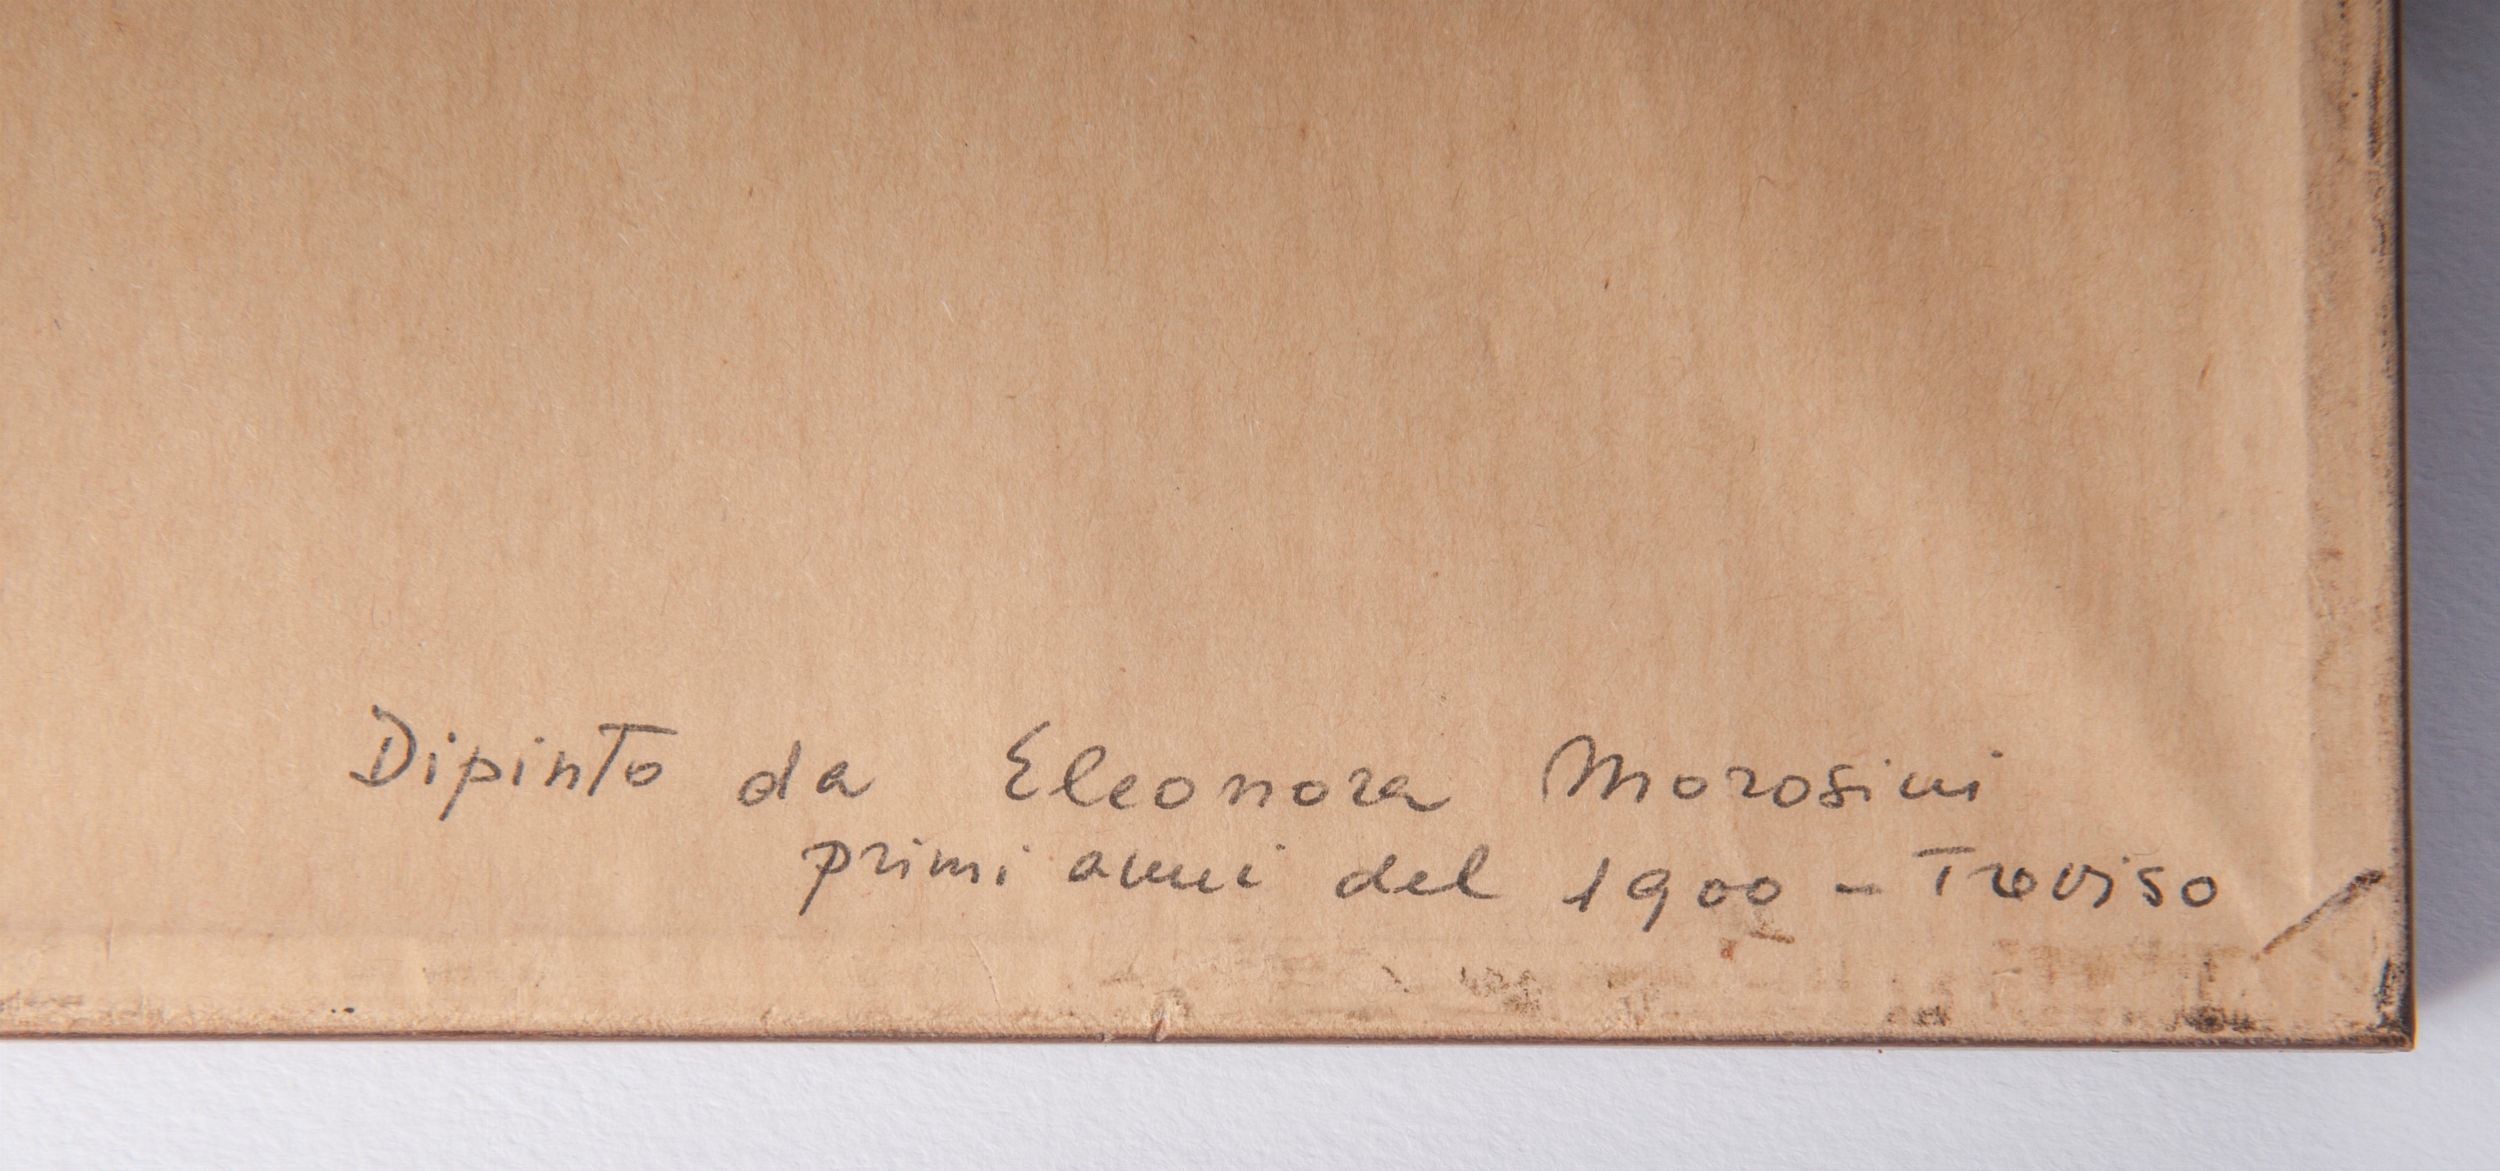 Dipinto da Eleonora Morosini
primi anni del 1900 - Treviso